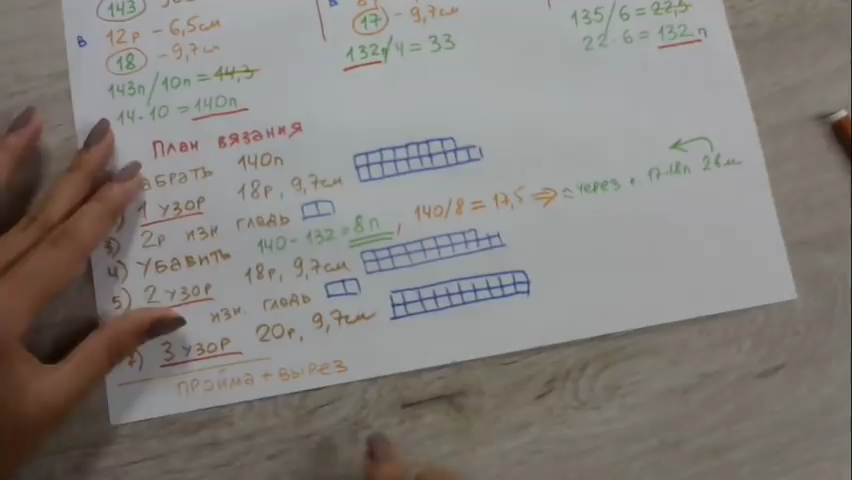 143
В 12р - 6,5см
18 - 9,7см
143п/10п = 14,3
14·10 = 140п
17 - 9,7см
132п/4 = 33
135/6 = 22,5
22·6 = 132п
План вязания
140п
1 узор 18р, 9,7см
3) 2р изн гладь
4) убавить 140-132=8п, 140/8=17,5 ⇒ ≈ через 17-18п 2вм
5) 2 узор 18р, 9,7см
изн. гладь
7) 3 узор 20р, 9,7см
пройма + вырез